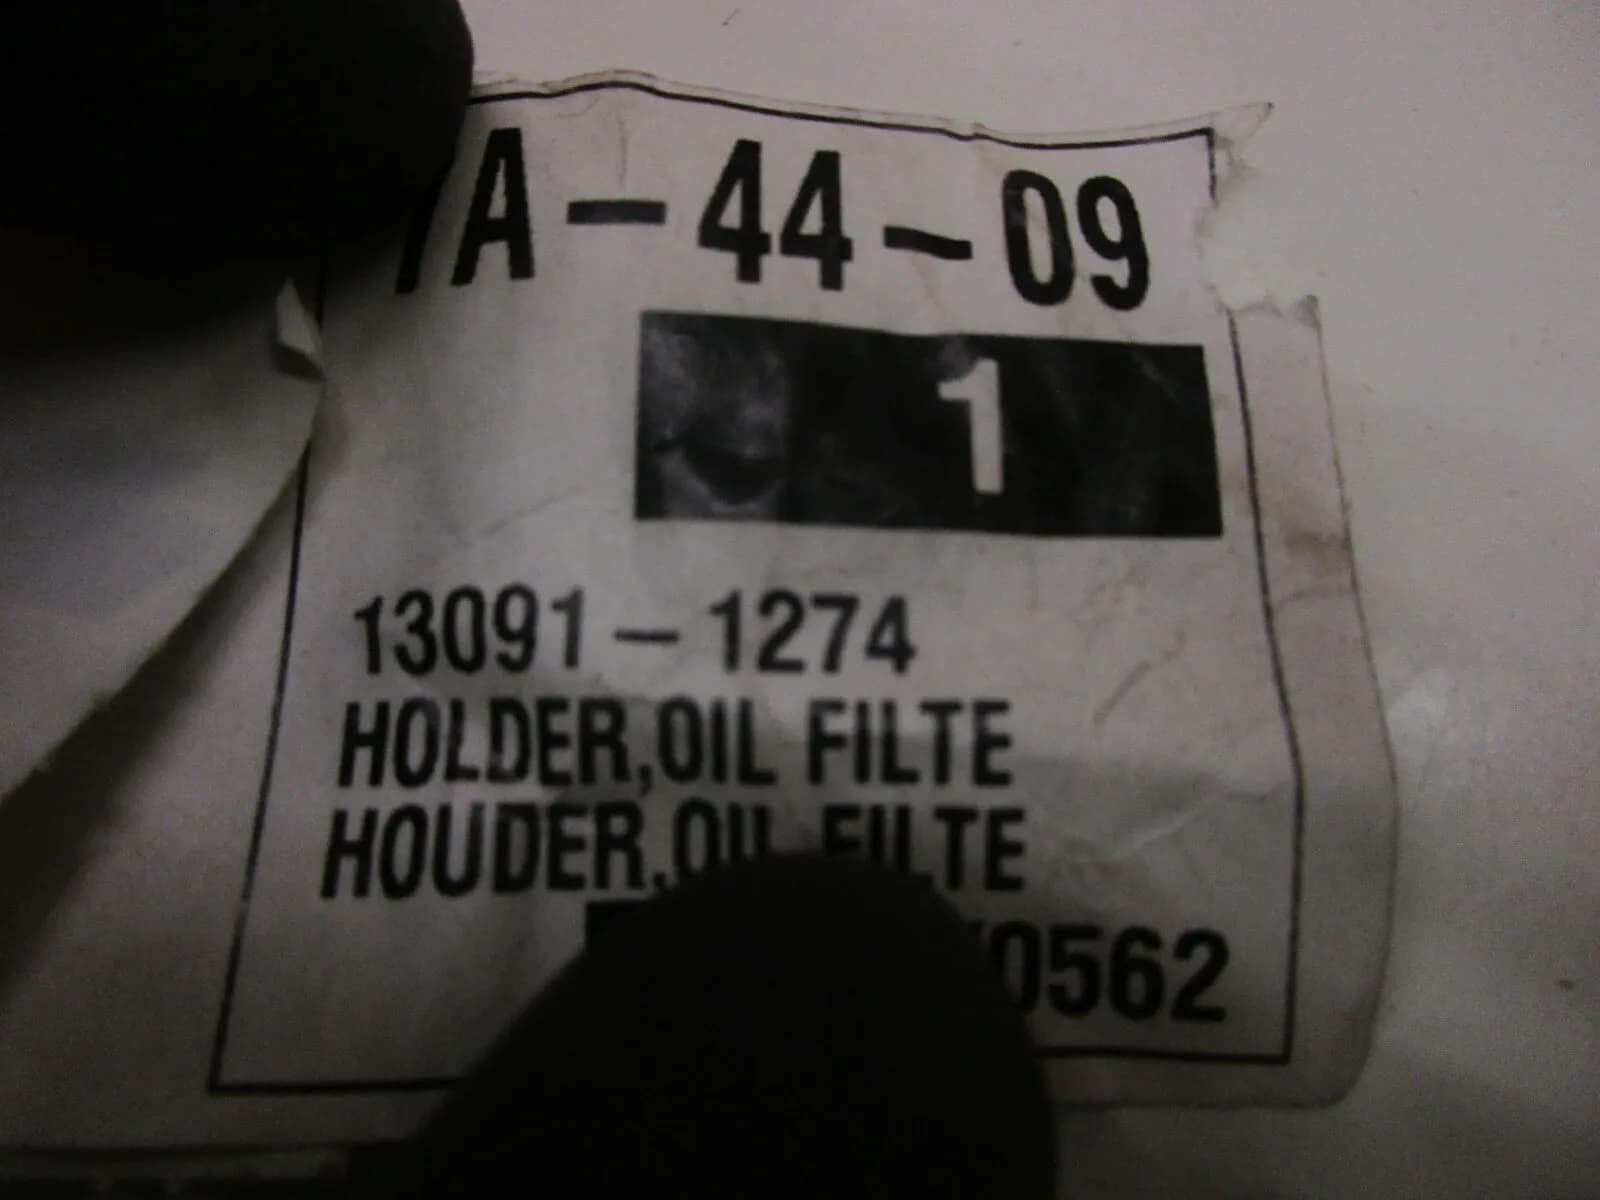 A-44-09
1
13091-1274
HOLDER,OIL FILTE
HOUDER,OIL FILTE
0562